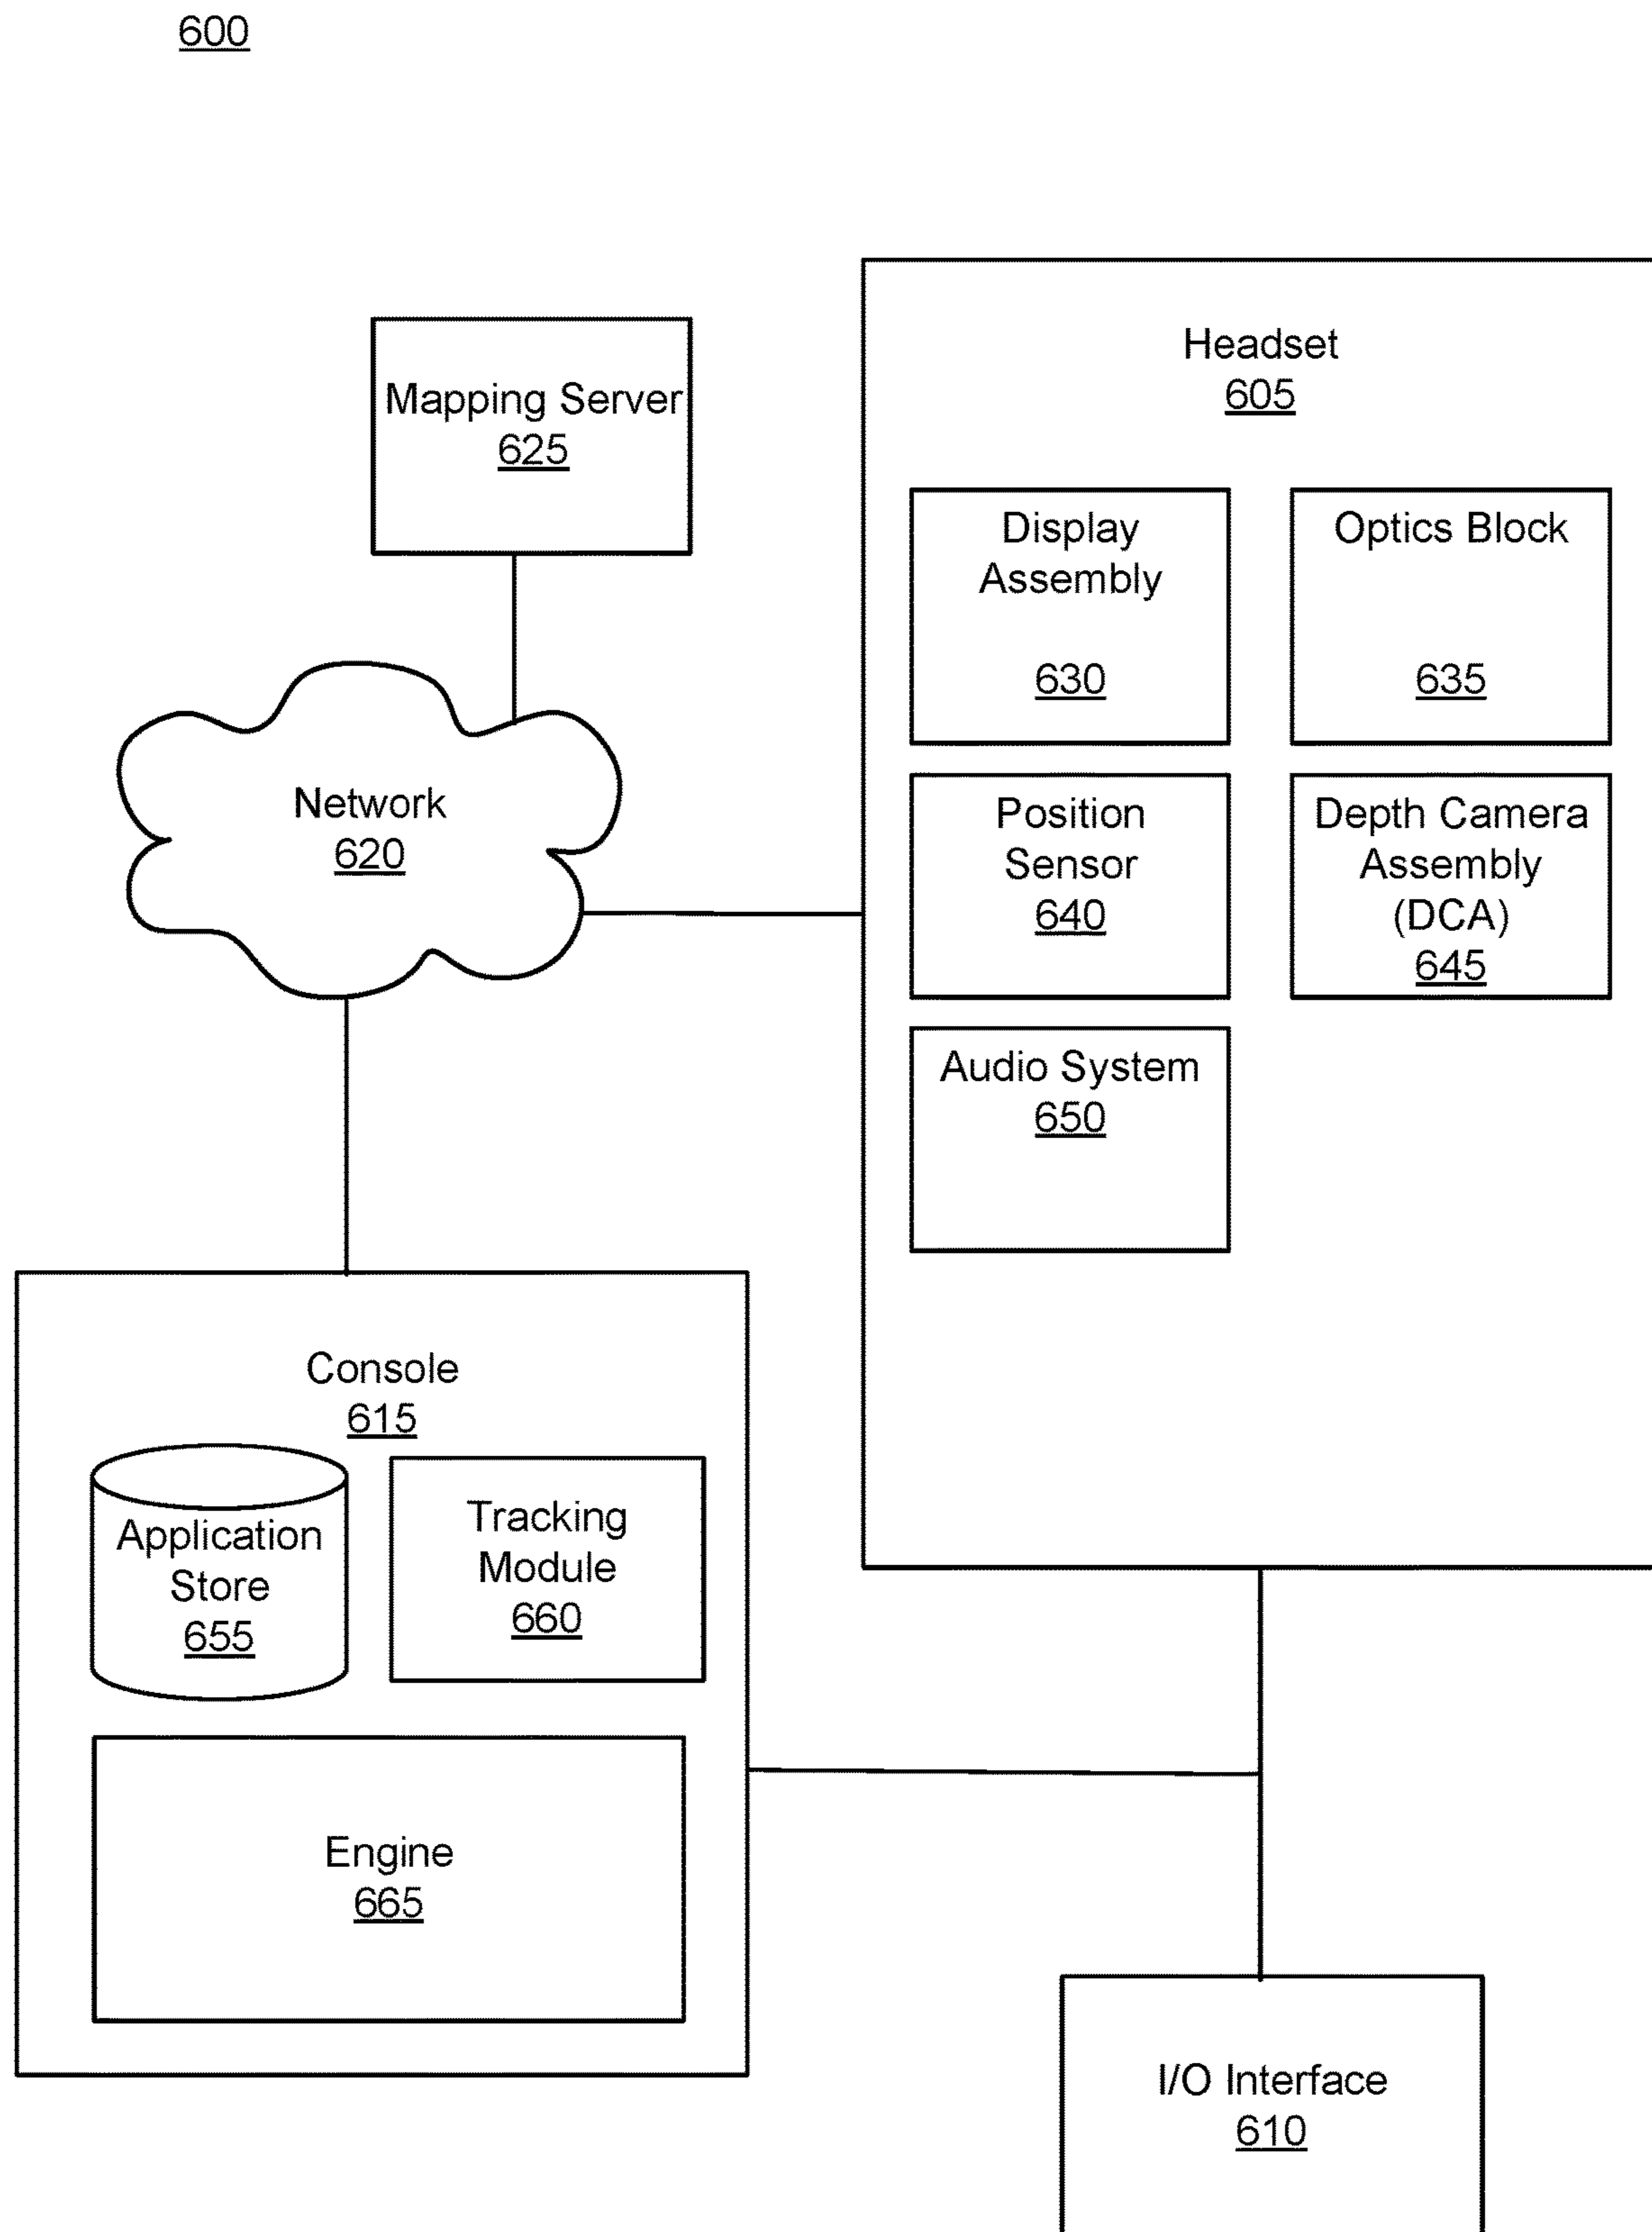 600
Mapping Server
625
Headset
605
Display
Assembly
630
Optics Block
635
Network
620
Position
Sensor
640
Depth Camera
Assembly
(DCA)
645
Audio System
650
Console
615
Application
Store
655
Tracking
Module
660
Engine
665
I/O Interface
610